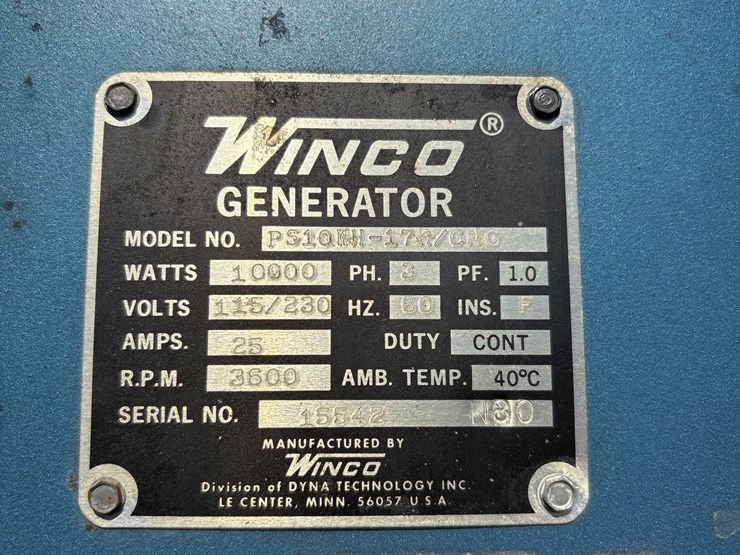 WINCO®
GENERATOR
MODEL NO.
WATTS 10000 PH. 3 PF. 1.0
VOLTS 115/230 HZ. 60 INS. F
AMPS. 25 DUTY CONT
R.P.M. 3600 AMB. TEMP. 40°C
SERIAL NO. 15542 N80
MANUFACTURED BY
WINCO
Division of DYNA TECHNOLOGY INC.
LE CENTER, MINN. 56057 U.S.A.